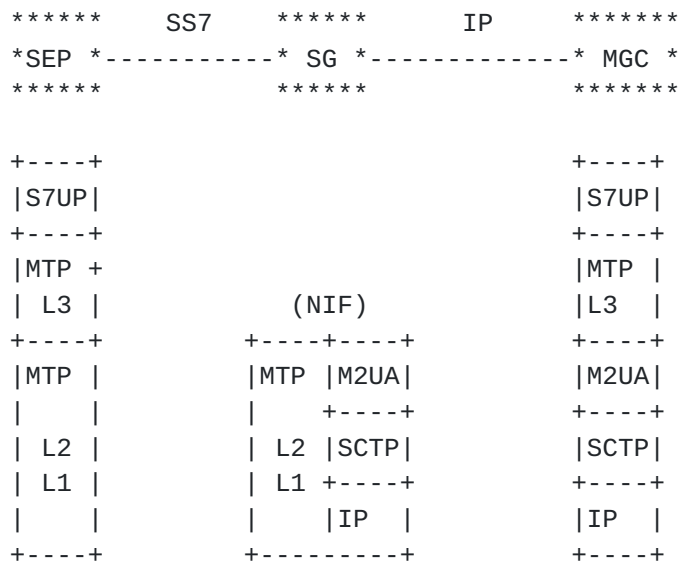 ******    SS7    ******      IP     *******
*SEP *-----------* SG *-------------* MGC *
******           ******             *******

+----+                              +----+
|S7UP|                              |S7UP|
+----+                              +----+
|MTP +                              |MTP |
| L3 |            (NIF)             |L3  |
+----+         +----+----+          +----+
|MTP |         |MTP |M2UA|          |M2UA|
|    |         |    +----+          +----+
| L2 |         | L2 |SCTP|          |SCTP|
| L1 |         | L1 +----+          +----+
|    |         |    |IP  |          |IP  |
+----+         +---------+          +----+